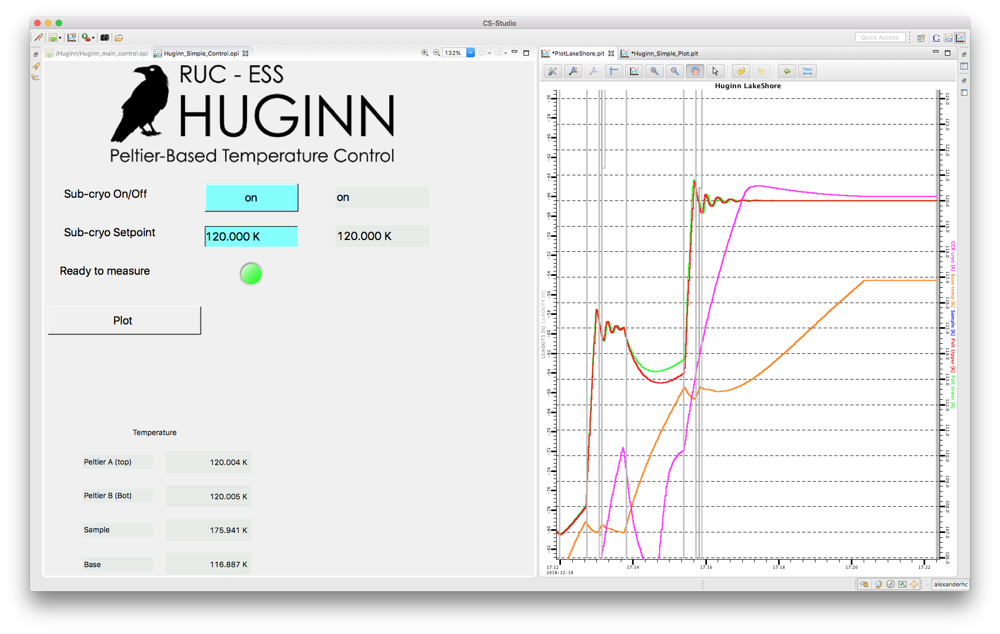 CS-Studio
Quick Access
/Huginn/Huginn_main_control.opi
Huginn_Simple_Control.opi
132%
*PlotLakeShore.plt
*Huginn_Simple_Plot.plt
Time
RUC - ESS
HUGINN
Peltier-Based Temperature Control
Sub-cryo On/Off
on
on
Sub-cryo Setpoint
120.000 K
120.000 K
Ready to measure
Plot
Temperature
Peltier A (top)
120.004 K
Peltier B (Bot)
120.005 K
Sample
175.941 K
Base
116.887 K
Huginn LakeShore
LS:AOUT3 [%] LS:AOUT4 [%]
-36
-38
-40
-42
-44
-46
-48
-50
-52
-54
-56
-58
-60
-62
-64
-66
-68
-70
-72
-74
-76
-78
-80
-82
124.0
123.0
122.0
121.0
120.0
119.0
118.0
117.0
116.0
115.0
114.0
113.0
112.0
111.0
110.0
109.0
108.0
107.0
106.0
CCR cryo [K]
Base temp [K]
Sample [K]
Pelt Upper [K]
Pelt lower [K]
17:12
2018-12-18
17:14
17:16
17:18
17:20
17:22
alexanderhc